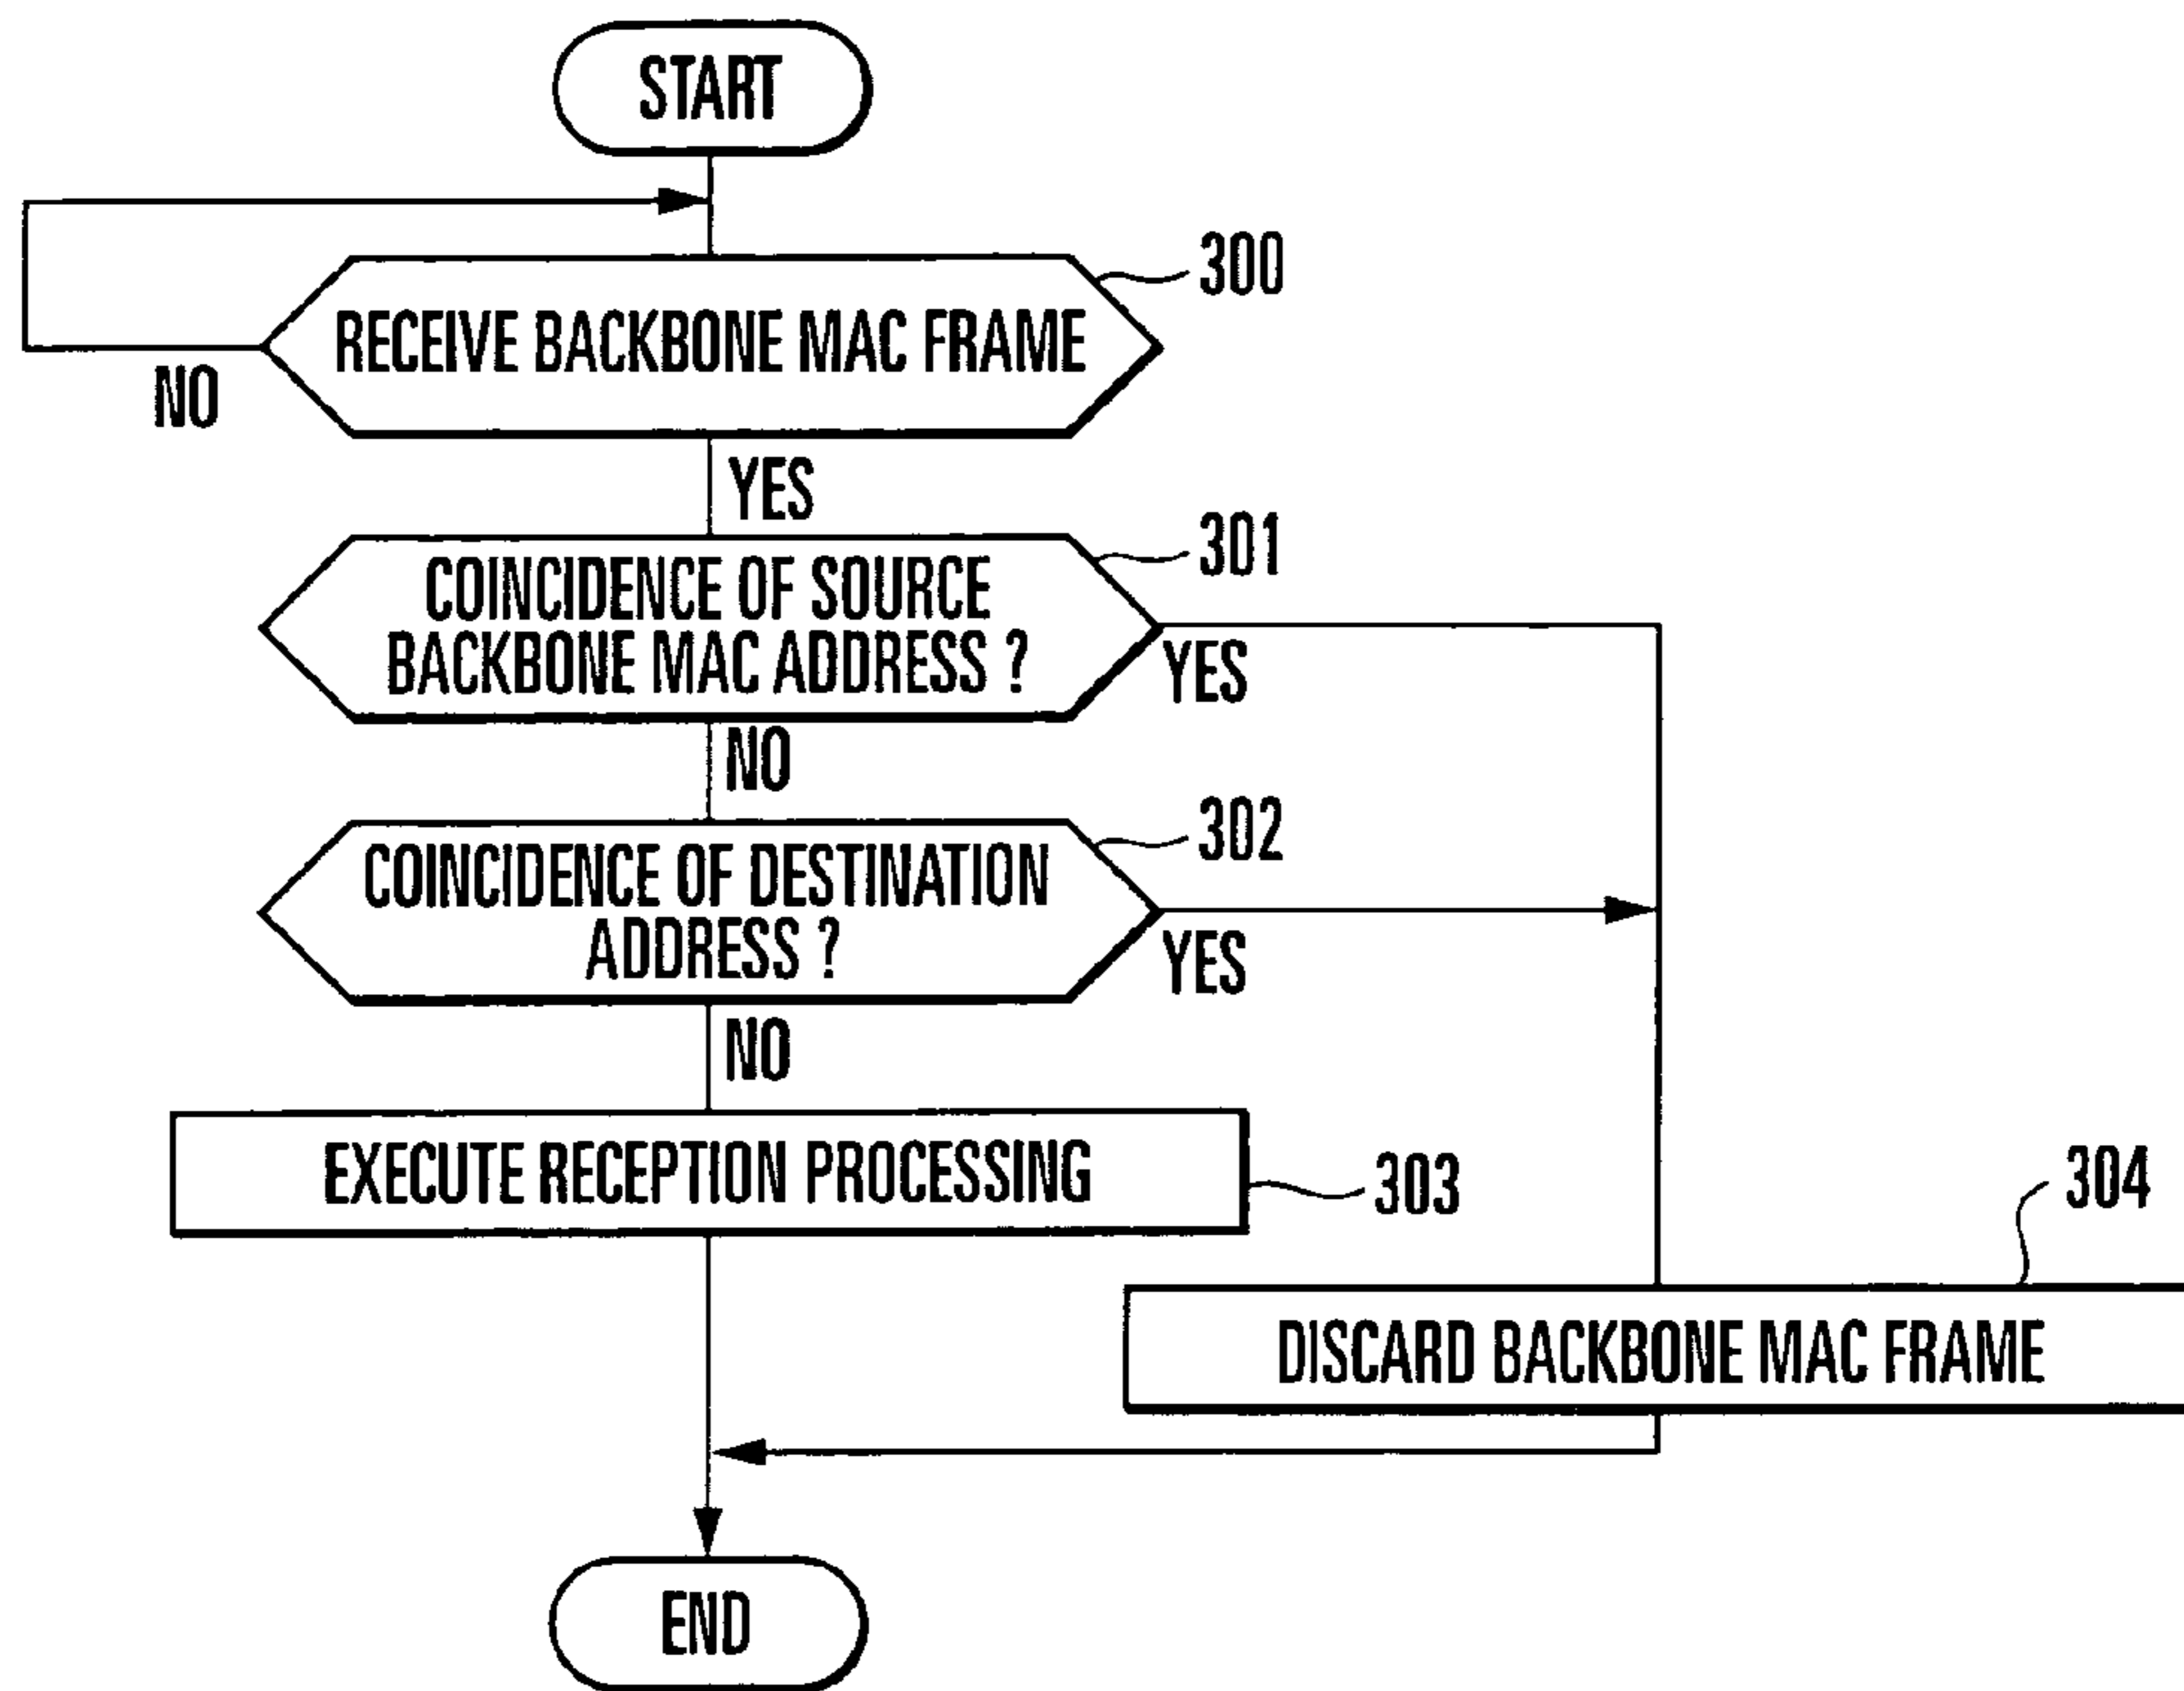 START
300
RECEIVE BACKBONE MAC FRAME
NO
YES
301
COINCIDENCE OF SOURCE
BACKBONE MAC ADDRESS ?
YES
NO
302
COINCIDENCE OF DESTINATION
ADDRESS ?
YES
NO
EXECUTE RECEPTION PROCESSING
303
304
DISCARD BACKBONE MAC FRAME
END